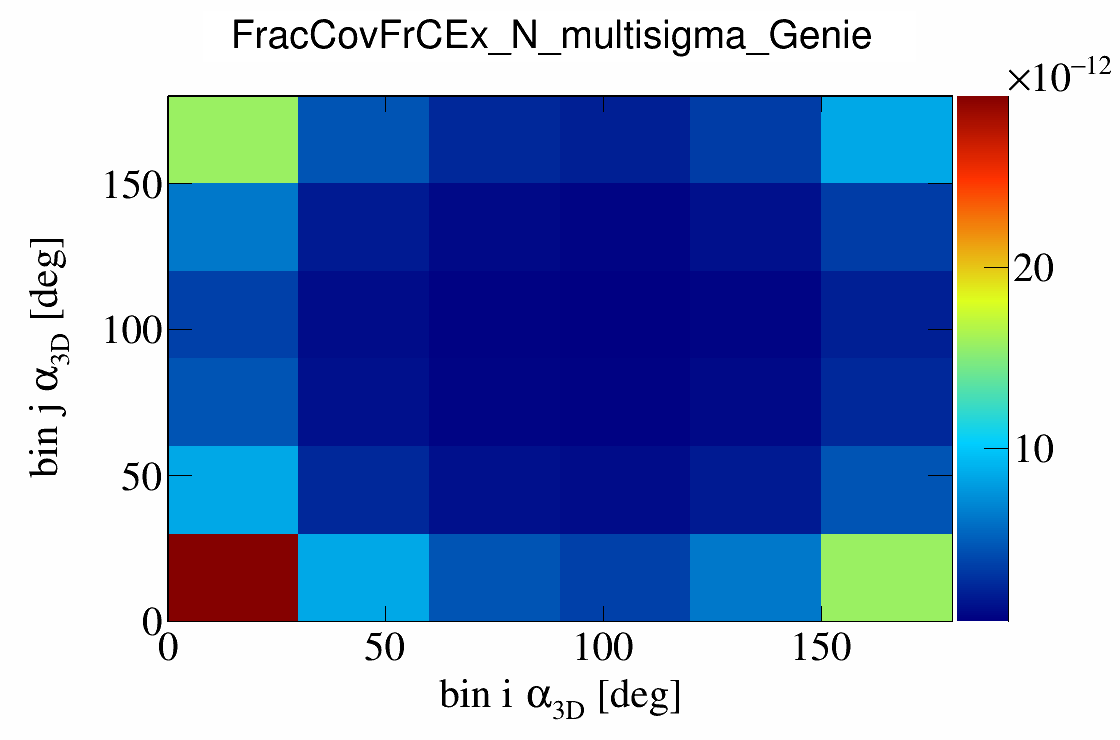 FracCovFrCEx_N_multisigma_Genie
×10−12
150
100
50
0
20
10
0 50 100 150
bin j α3D [deg]
bin i α3D [deg]